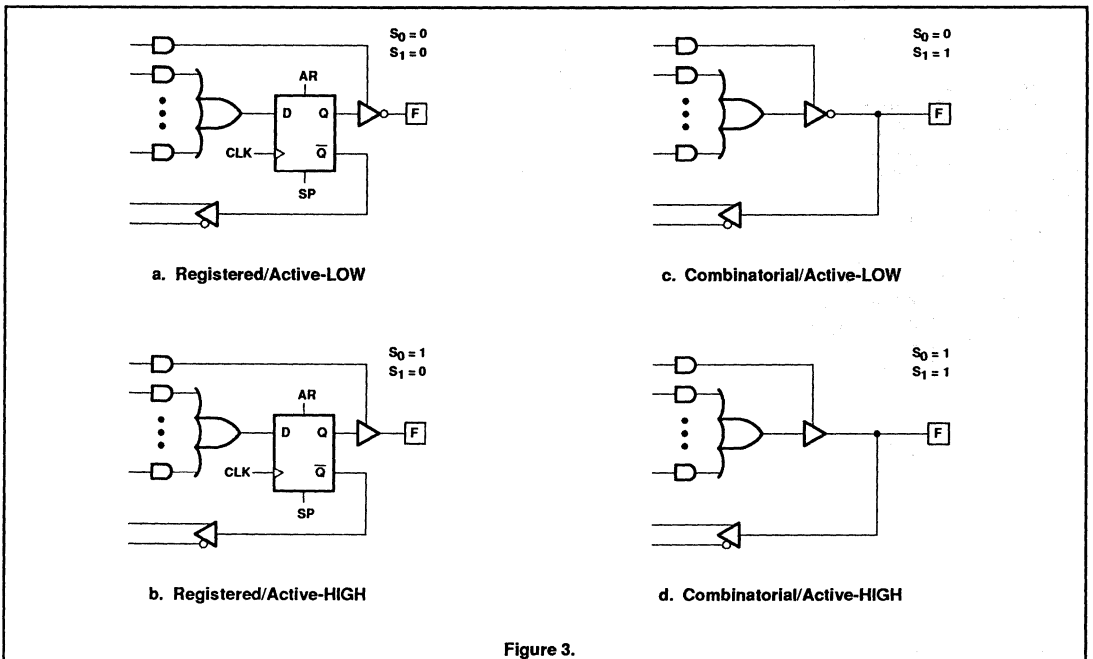 S0 = 0
S1 = 0
AR
D Q
F
CLK
Q̅
SP
a. Registered/Active-LOW
S0 = 0
S1 = 1
F
c. Combinatorial/Active-LOW
S0 = 1
S1 = 0
AR
D Q
F
CLK
Q̅
SP
b. Registered/Active-HIGH
S0 = 1
S1 = 1
F
d. Combinatorial/Active-HIGH
Figure 3.